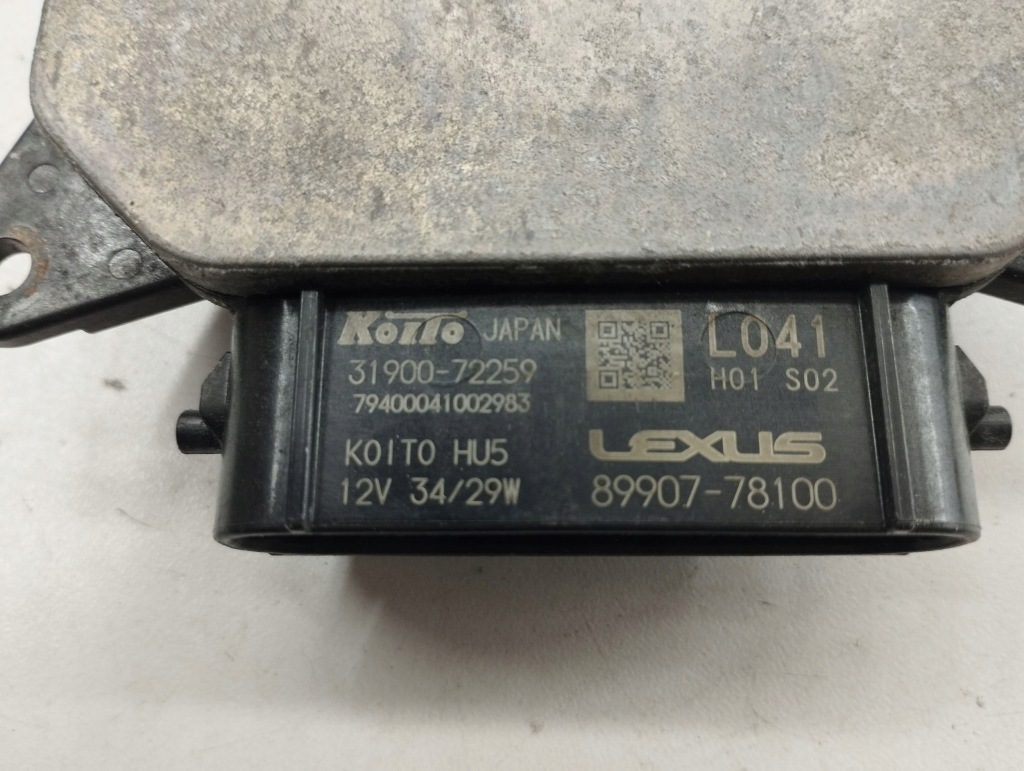 Koito JAPAN
31900-72259
79400041002983
KOITO HU5
12V 34/29W
L041
H01 S02
LEXUS
89907-78100